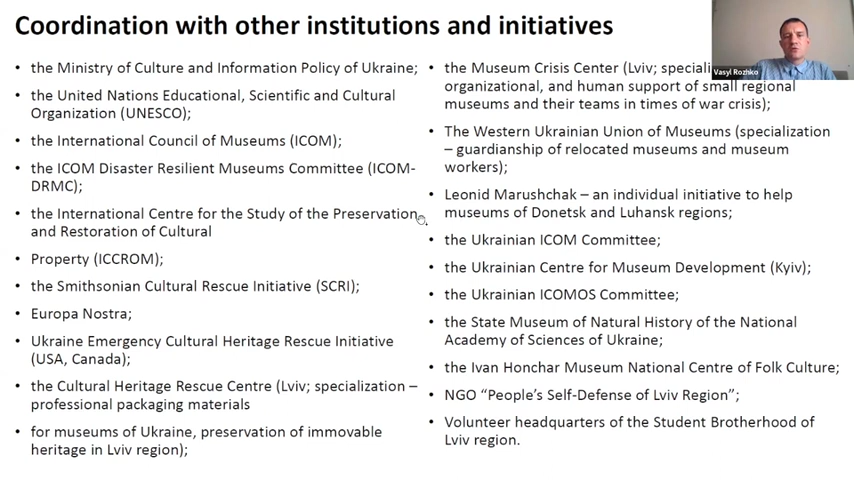 Coordination with other institutions and initiatives
• the Ministry of Culture and Information Policy of Ukraine;
• the United Nations Educational, Scientific and Cultural
Organization (UNESCO);
• the International Council of Museums (ICOM);
• the ICOM Disaster Resilient Museums Committee (ICOM-
DRMC);
• the International Centre for the Study of the Preservation
and Restoration of Cultural
• Property (ICCROM);
• the Smithsonian Cultural Rescue Initiative (SCRI);
• Europa Nostra;
• Ukraine Emergency Cultural Heritage Rescue Initiative
(USA, Canada);
• the Cultural Heritage Rescue Centre (Lviv; specialization –
professional packaging materials
• for museums of Ukraine, preservation of immovable
heritage in Lviv region);
• the Museum Crisis Center (Lviv;
organizational, and human support of small regional
museums and their teams in times of war crisis);
• The Western Ukrainian Union of Museums (specialization
– guardianship of relocated museums and museum
workers);
• Leonid Marushchak – an individual initiative to help
museums of Donetsk and Luhansk regions;
• the Ukrainian ICOM Committee;
• the Ukrainian Centre for Museum Development (Kyiv);
• the Ukrainian ICOMOS Committee;
• the State Museum of Natural History of the National
Academy of Sciences of Ukraine;
• the Ivan Honchar Museum National Centre of Folk Culture;
• NGO “People’s Self-Defense of Lviv Region”;
• Volunteer headquarters of the Student Brotherhood of
Lviv region.
Vasyl Rozhko